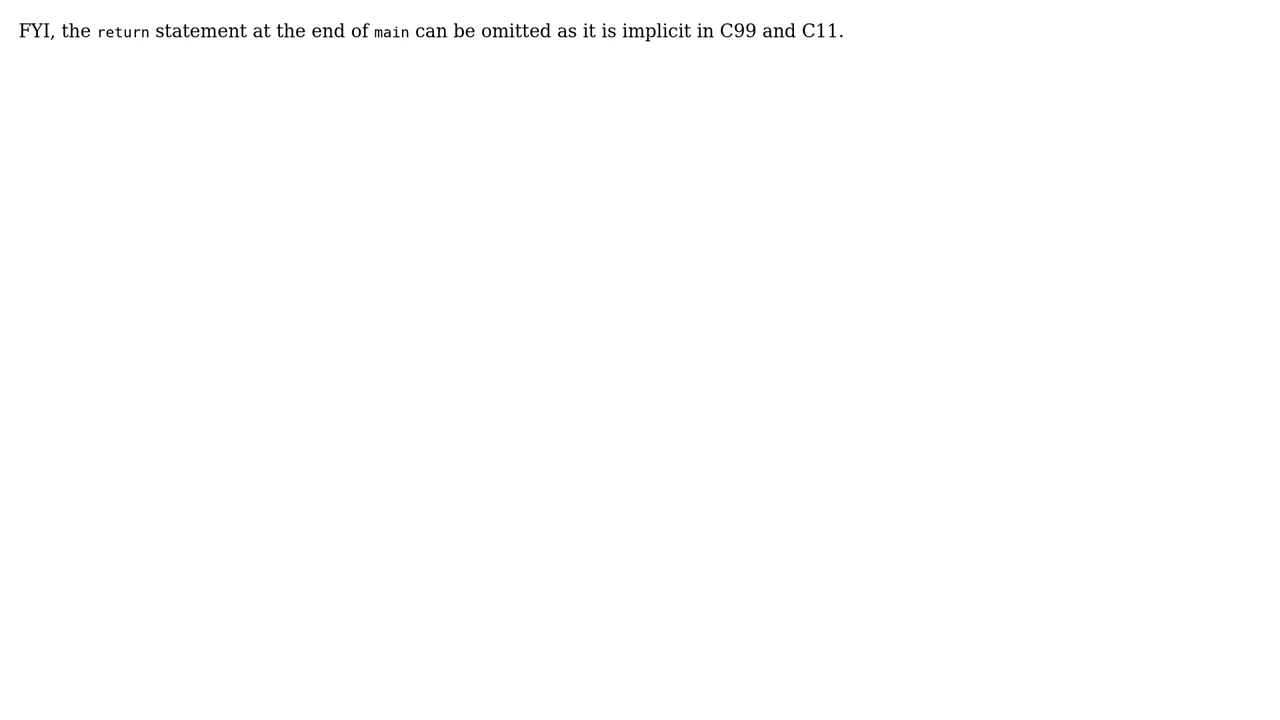 FYI, the return statement at the end of main can be omitted as it is implicit in C99 and C11.